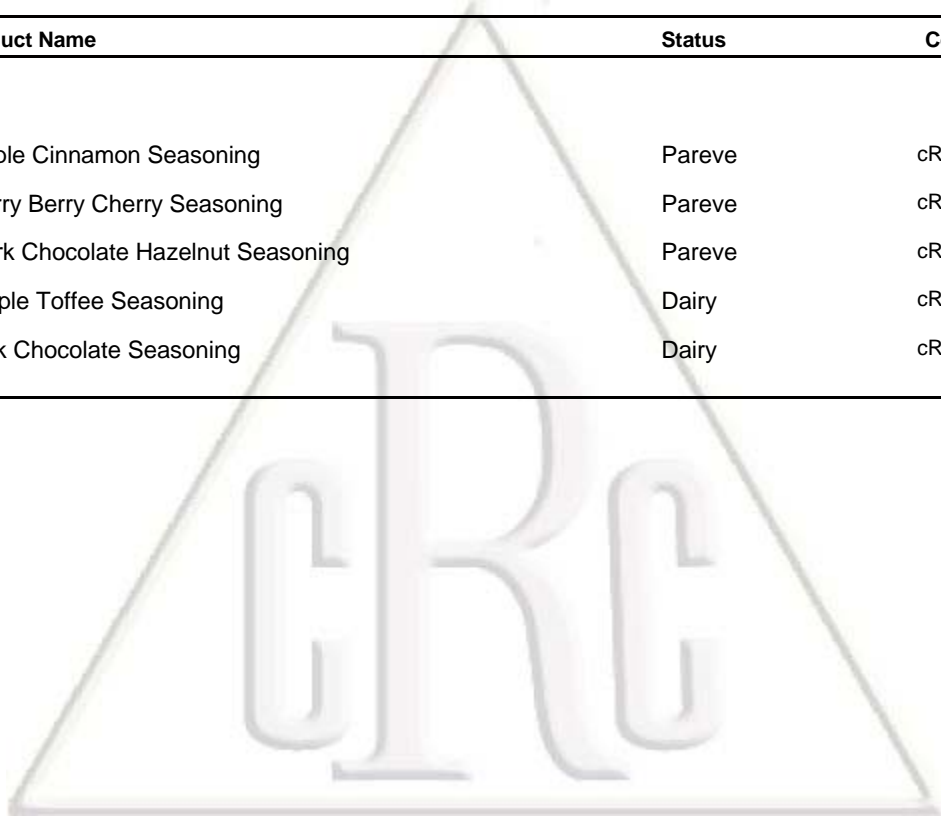 uct Name Status C
ple Cinnamon Seasoning Pareve cR
rry Berry Cherry Seasoning Pareve cR
rk Chocolate Hazelnut Seasoning Pareve cR
ple Toffee Seasoning Dairy cR
k Chocolate Seasoning Dairy cR
cRc